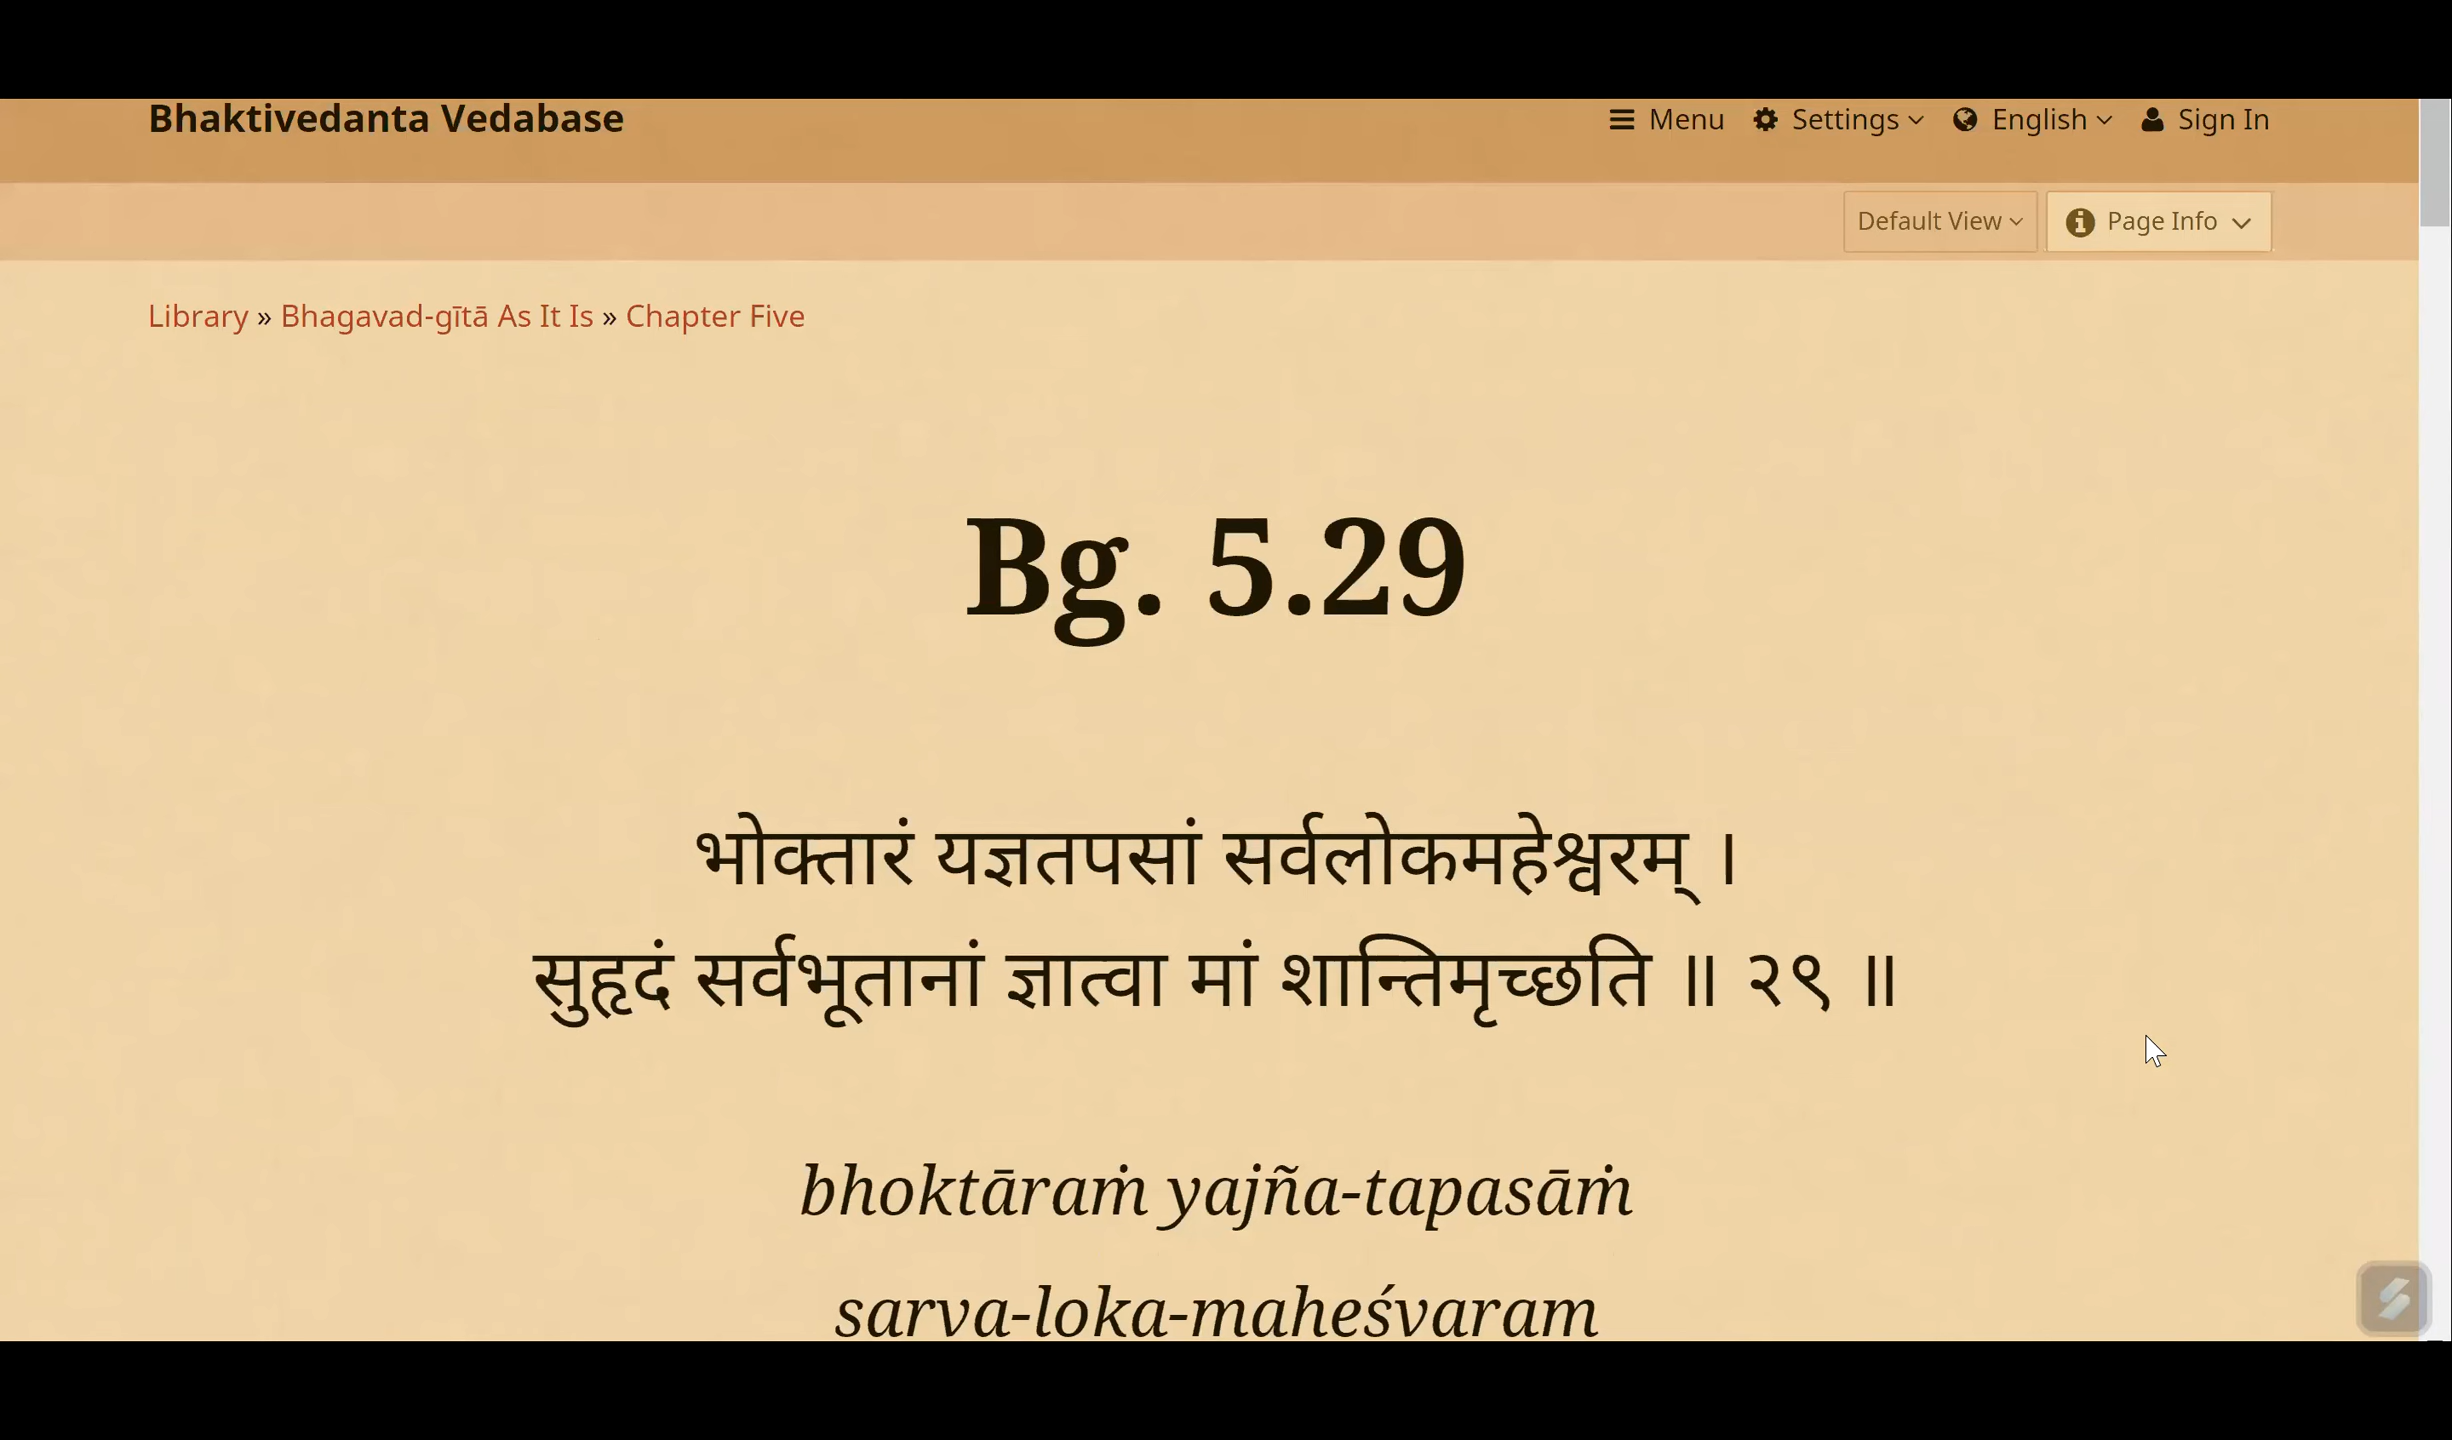 Bhaktivedanta Vedabase
Menu Settings English Sign In
Default View Page Info
Library » Bhagavad-gītā As It Is » Chapter Five
Bg. 5.29
भोक्तारं यज्ञतपसां सर्वलोकमहेश्वरम् ।
सुहृदं सर्वभूतानां ज्ञात्वा मां शान्तिमृच्छति ॥ २९ ॥
bhoktāraṁ yajña-tapasāṁ
sarva-loka-maheśvaram